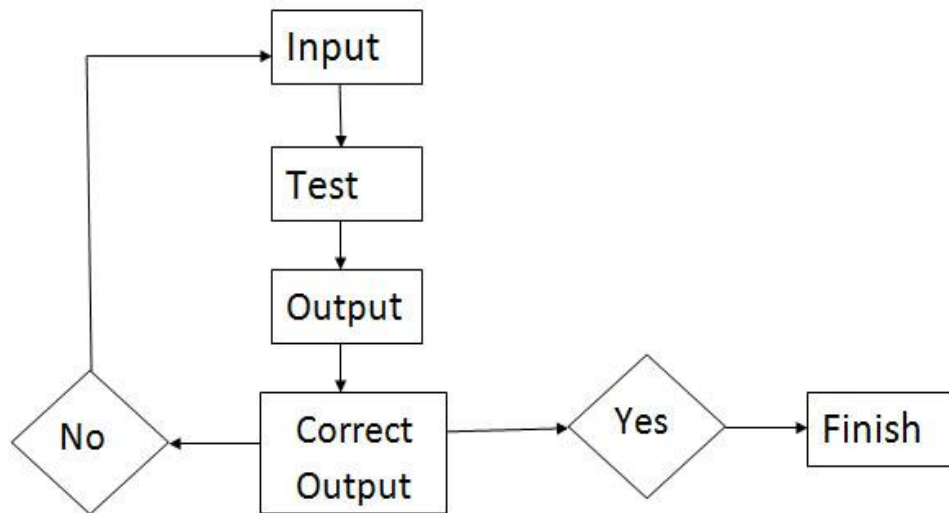 Input
Test
Output
Correct
Output
No
Yes
Finish